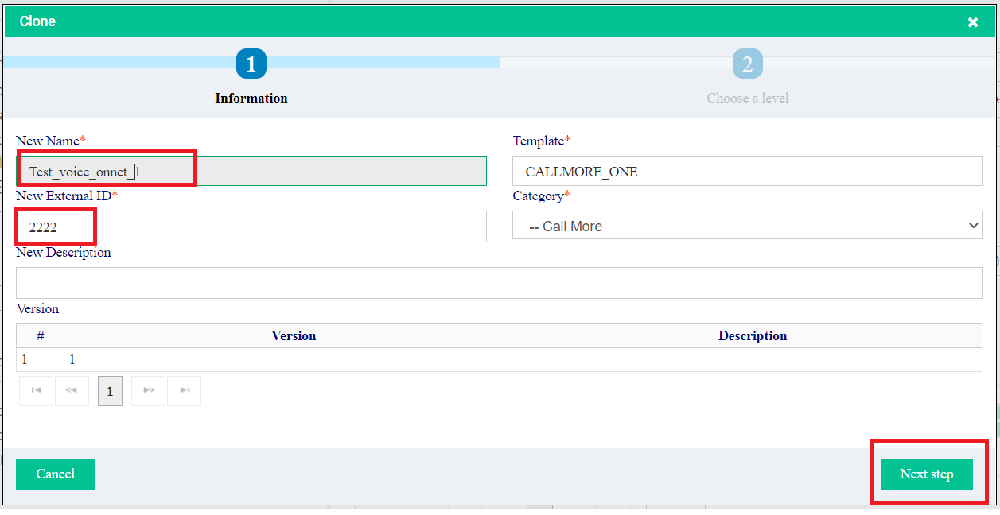 Clone
1
2
Information
Choose a level
New Name*
Template*
Test_voice_onnet_1
CALLMORE_ONE
New External ID*
Category*
2222
-- Call More
New Description
Version
# Version Description
1 1
1
Cancel
Next step